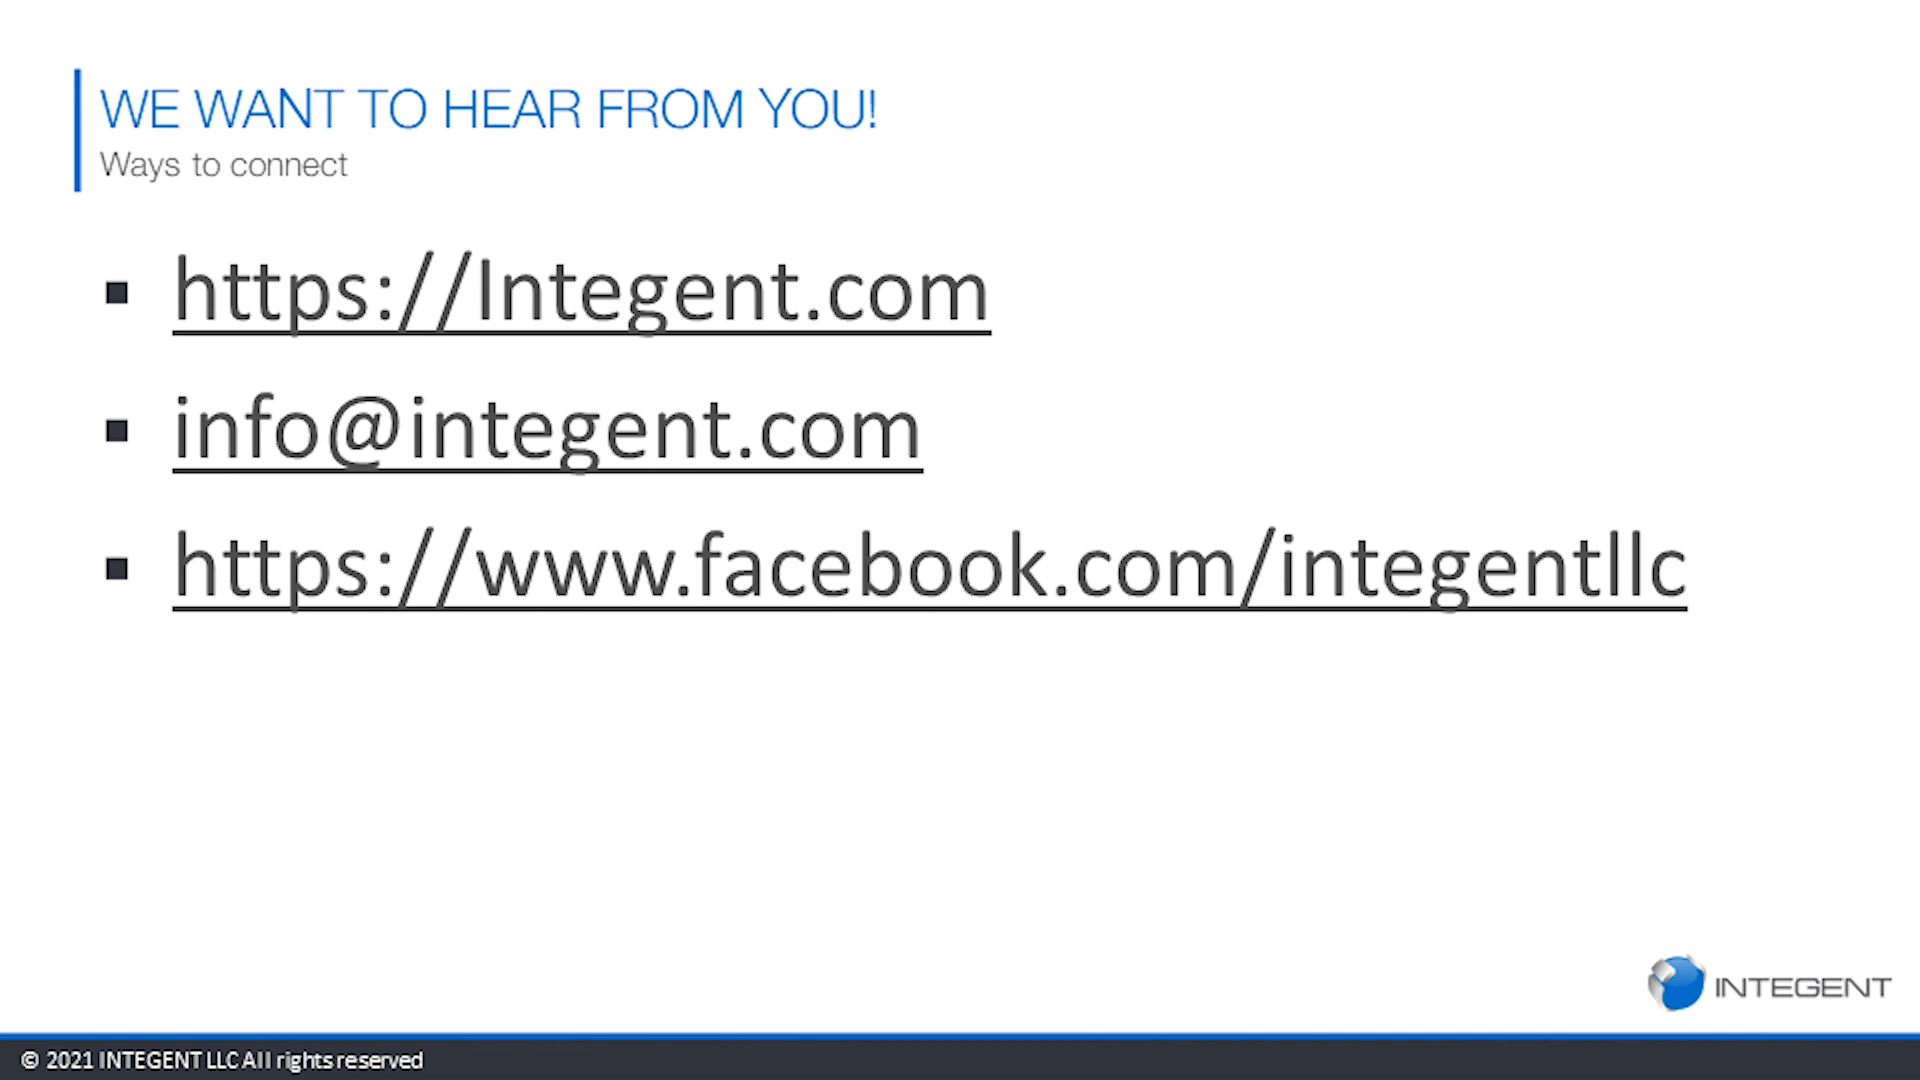 WE WANT TO HEAR FROM YOU!
Ways to connect
https://Integent.com
info@integent.com
https://www.facebook.com/integentllc
INTEGENT
© 2021 INTEGENT LLC All rights reserved